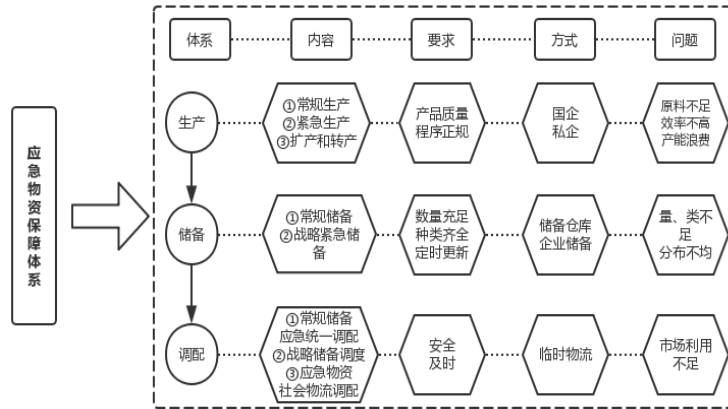 应急物资保障体系
体系
内容
要求
方式
问题
生产
①常规生产
②紧急生产
③扩产和转产
产品质量
程序正规
国企
私企
原料不足
效率不高
产能浪费
储备
①常规储备
②战略紧急储
备
数量充足
种类齐全
定时更新
储备仓库
企业储备
量、类不
足
分布不均
调配
①常规储备
应急统一调配
②战略储备调度
③应急物资
社会物流调配
安全
及时
临时物流
市场利用
不足